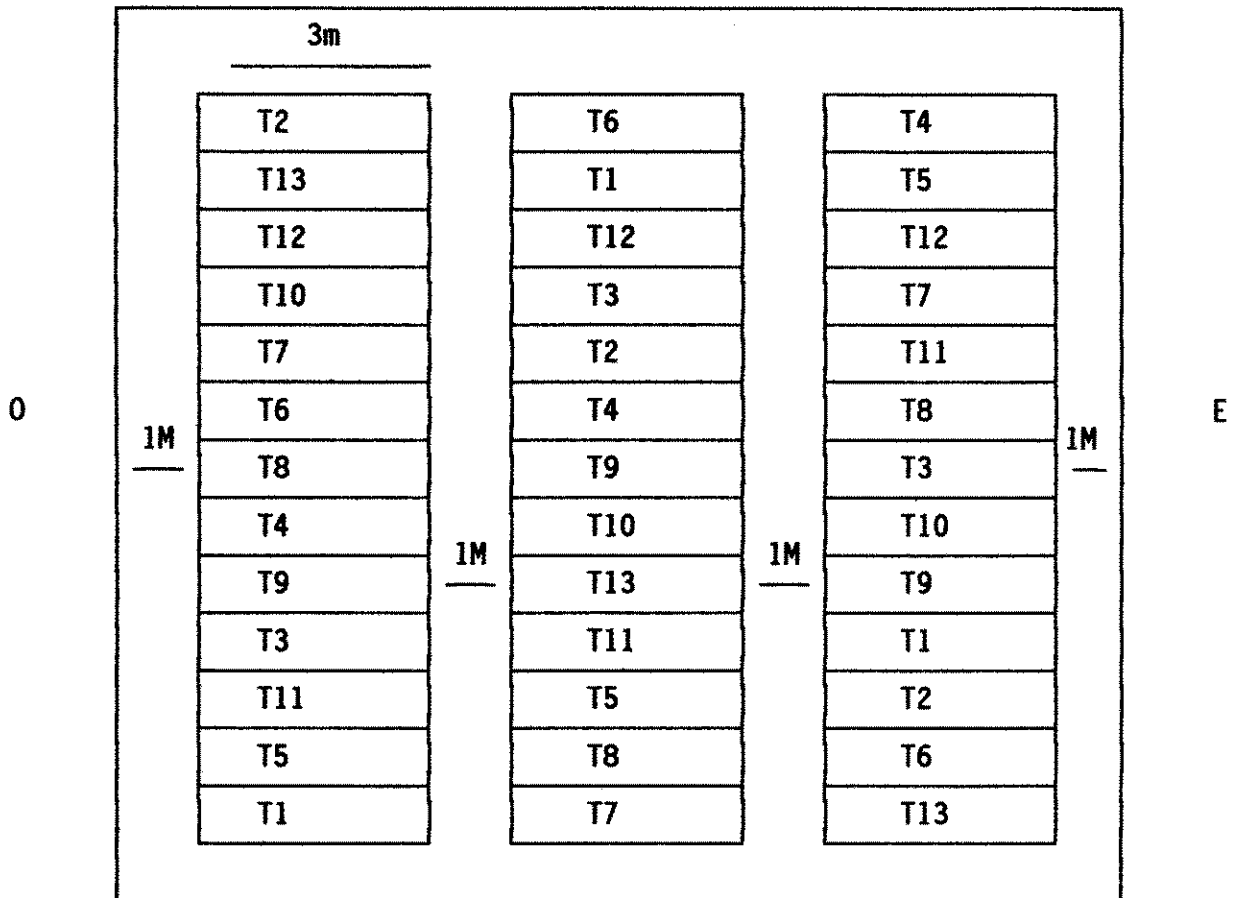 3m
T2 T6 T4
T13 T1 T5
T12 T12 T12
T10 T3 T7
T7 T2 T11
T6 T4 T8
O E
1M 1M
T8 T9 T3
T4 T10 T10
1M 1M
T9 T13 T9
T3 T11 T1
T11 T5 T2
T5 T8 T6
T1 T7 T13